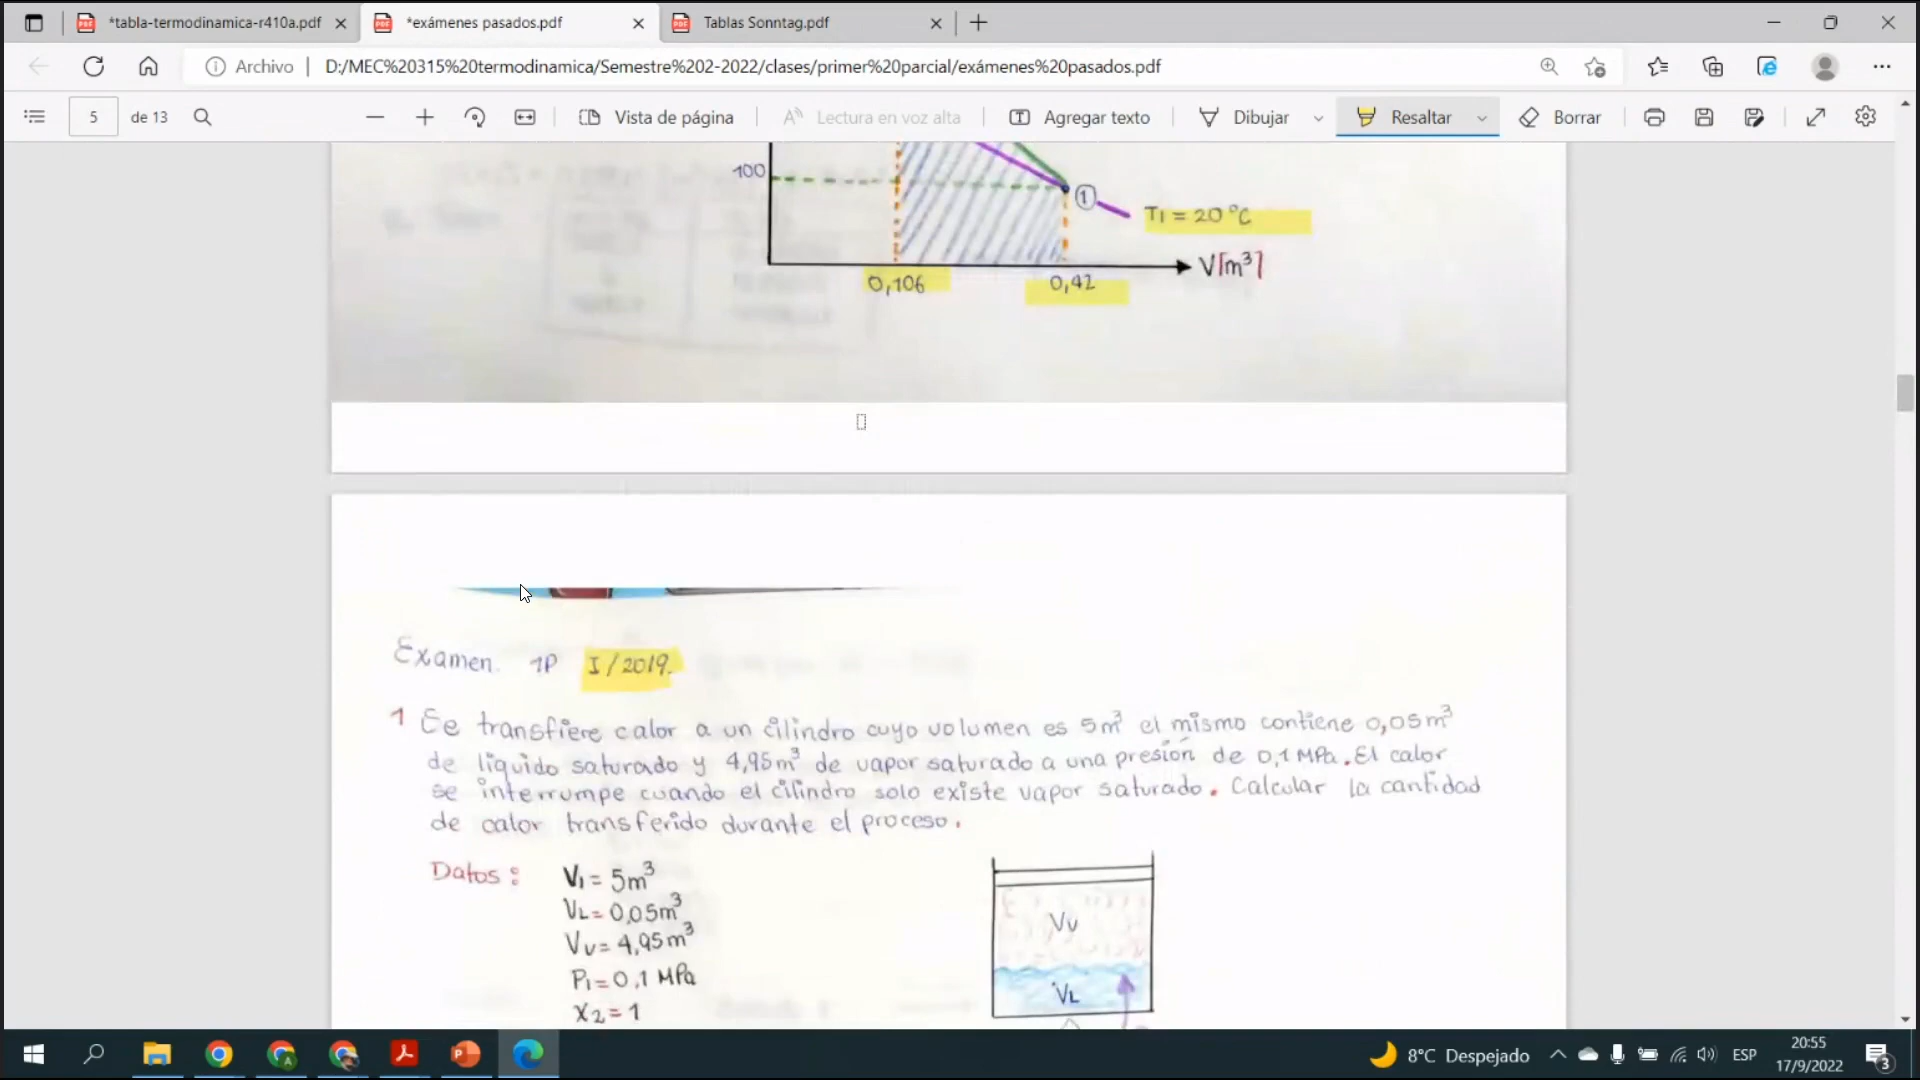 *tabla-termodinamica-r410a.pdf
*exámenes pasados.pdf
Tablas Sonntag.pdf
Archivo
D:/MEC%20315%20termodinamica/Semestre%202-2022/clases/primer%20parcial/exámenes%20pasados.pdf
5
de 13
Vista de página
Lectura en voz alta
Agregar texto
Dibujar
Resaltar
Borrar
100
1
T1 = 20 °C
V[m³]
0,106
0,42
Examen. 1P I/2019.
1 Se transfiere calor a un cilindro cuyo volumen es 5m³ el mismo contiene 0,05m³
de líquido saturado y 4,95m³ de vapor saturado a una presión de 0,1 MPa. El calor
se interrumpe cuando el cilindro solo existe vapor saturado. Calcular la cantidad
de calor transferido durante el proceso.
Datos:
V1 = 5m³
VL = 0,05m³
Vv = 4,95m³
P1 = 0,1 MPa
X2 = 1
Vv
VL
8°C Despejado
ESP
20:55
17/9/2022
3